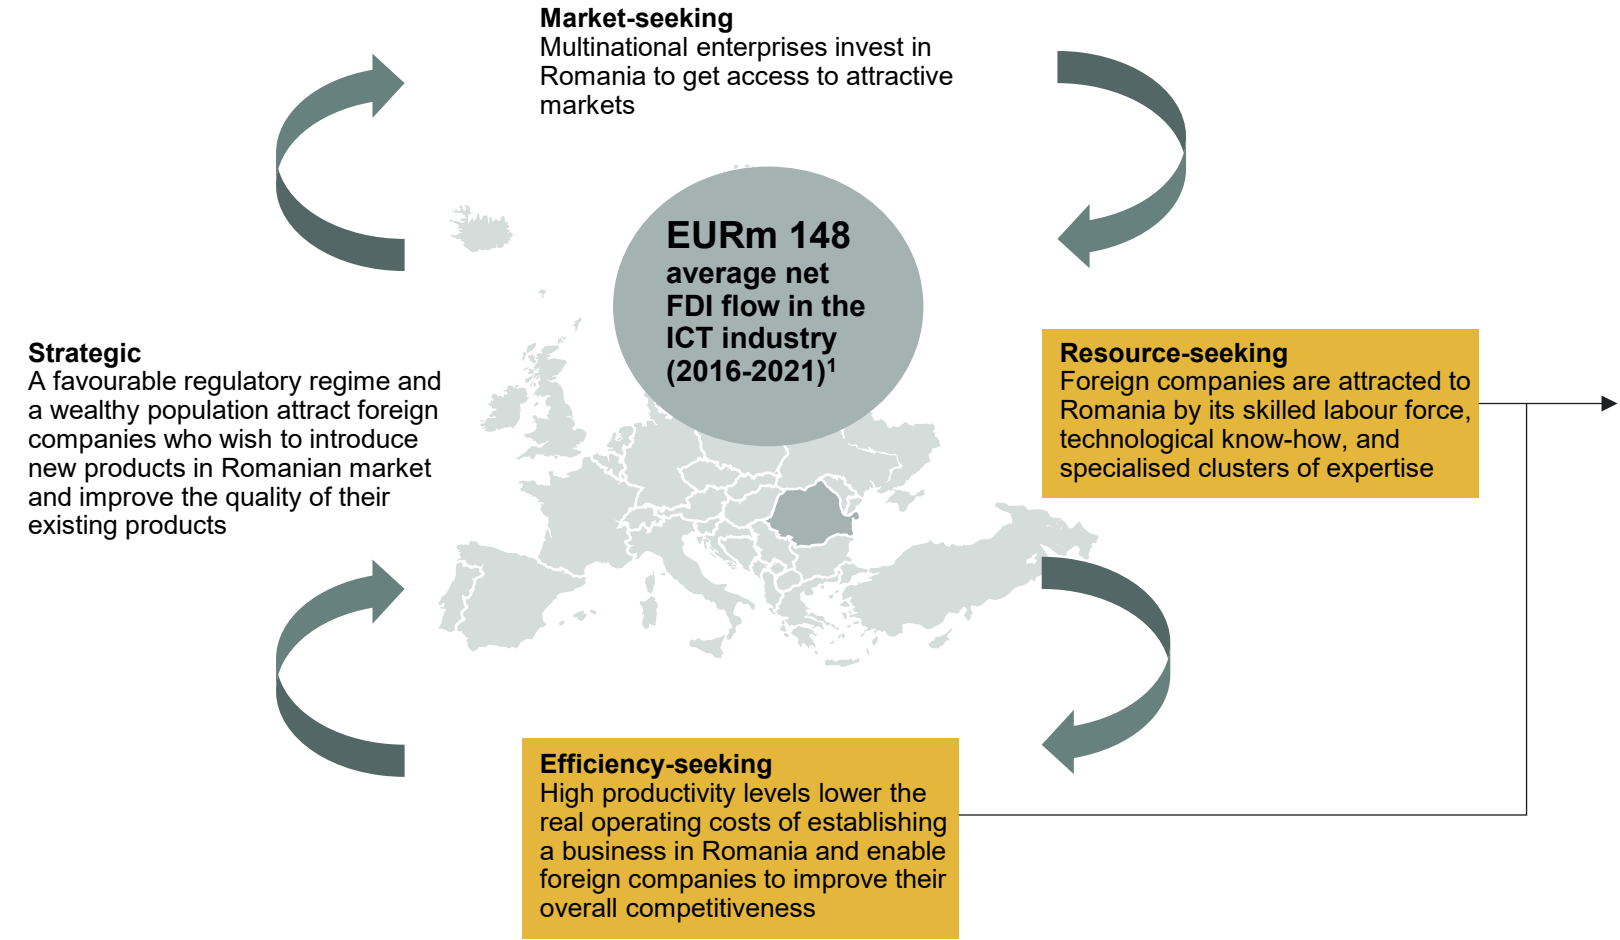 Market-seeking
Multinational enterprises invest in
Romania to get access to attractive
markets
EURm 148
average net
FDI flow in the
ICT industry
(2016-2021)1
Strategic
A favourable regulatory regime and
a wealthy population attract foreign
companies who wish to introduce
new products in Romanian market
and improve the quality of their
existing products
Resource-seeking
Foreign companies are attracted to
Romania by its skilled labour force,
technological know-how, and
specialised clusters of expertise
Efficiency-seeking
High productivity levels lower the
real operating costs of establishing
a business in Romania and enable
foreign companies to improve their
overall competitiveness